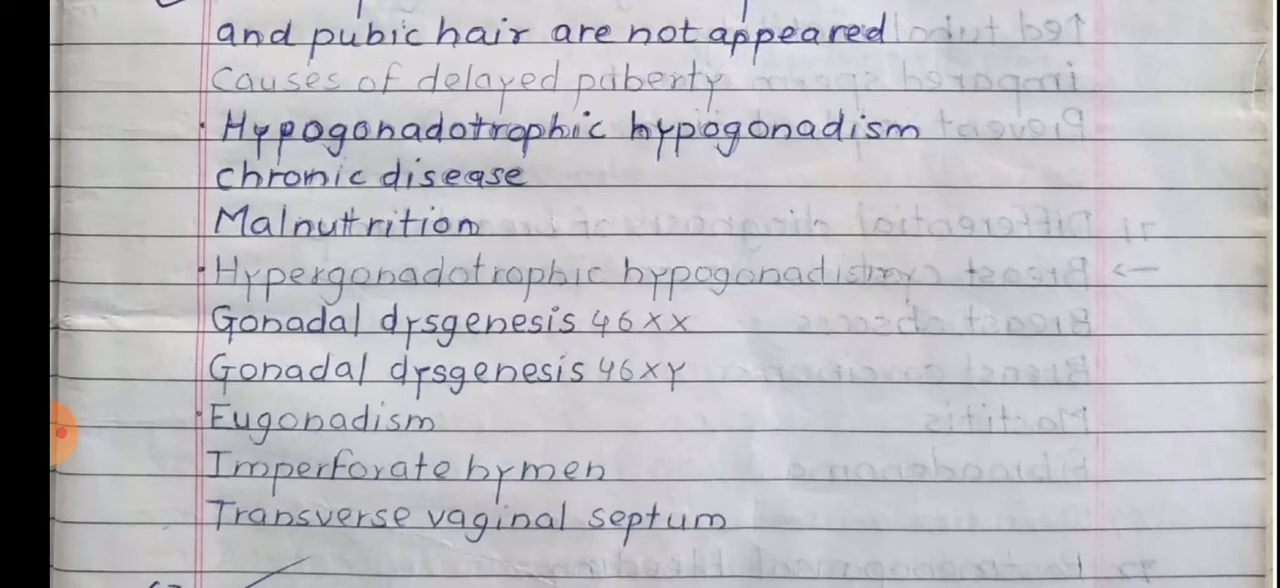 and pubic hair are not appeared
Causes of delayed puberty
· Hypogonadotrophic hypogonadism
chronic disease
Malnuttrition
· Hypergonadotrophic hypogonadism
Gonadal dysgenesis 46xx
Gonadal dysgenesis 46xy
· Eugonadism
Imperforate hymen
Transverse vaginal septum